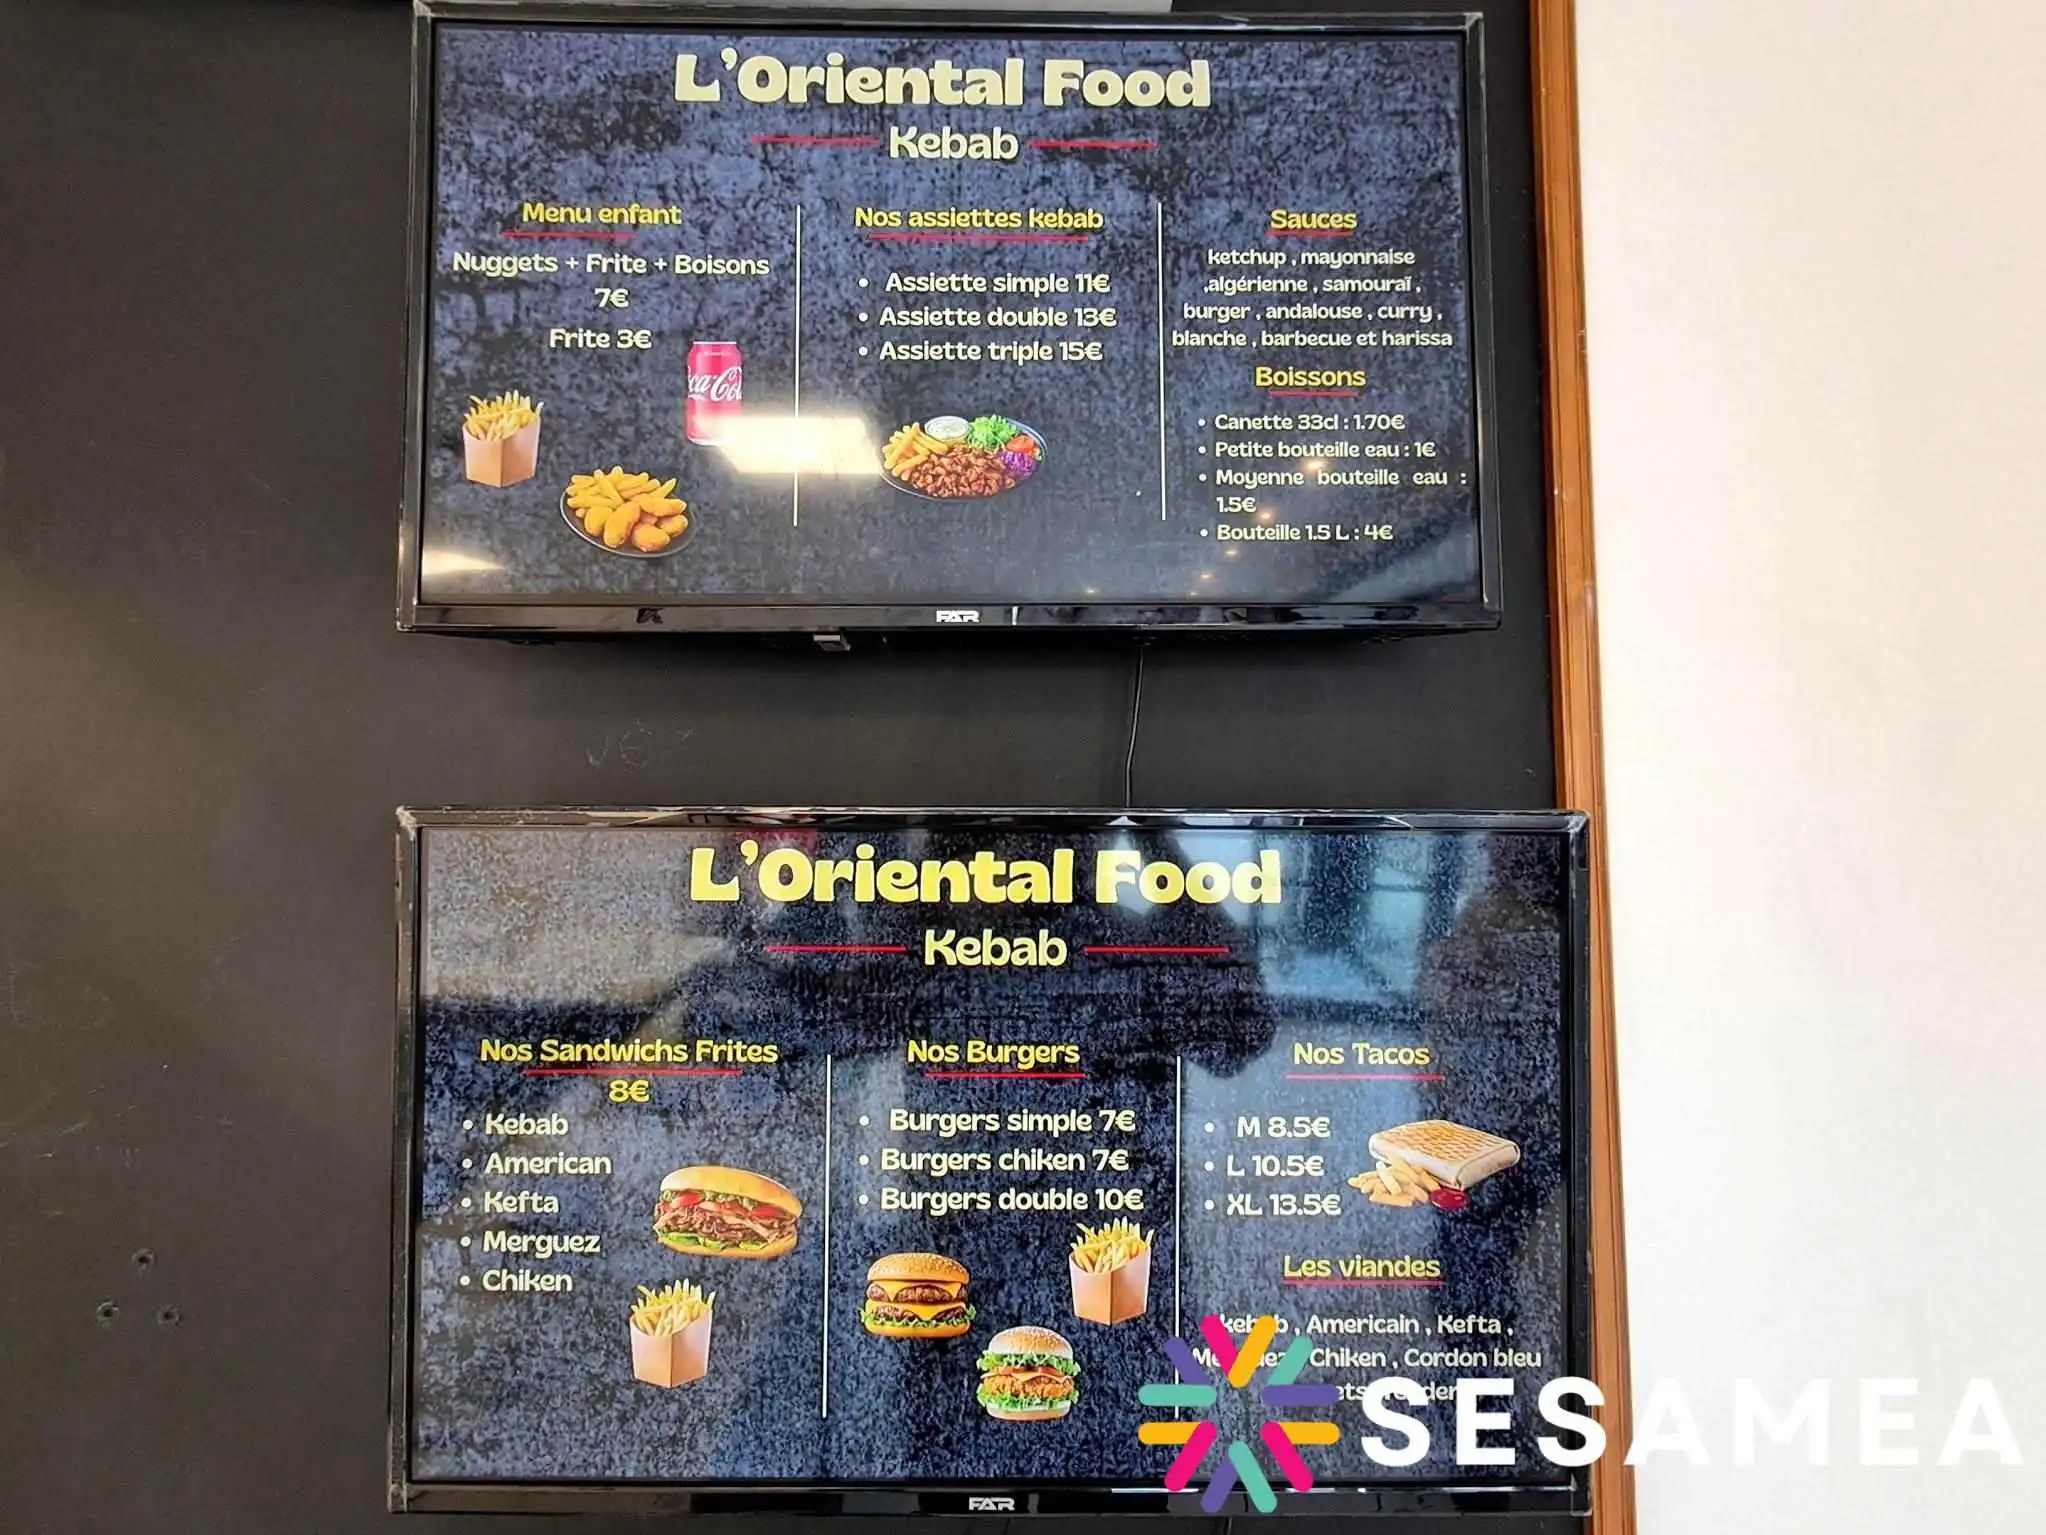 L'Oriental Food
Kebab
Menu enfant
Nuggets + Frite + Boisons
7€
Frite 3€
Nos assiettes kebab
• Assiette simple 11€
• Assiette double 13€
• Assiette triple 15€
Sauces
ketchup , mayonnaise
,algérienne , samouraï ,
burger , andalouse , curry ,
blanche , barbecue et harissa
Boissons
• Canette 33cl : 1.70€
• Petite bouteille eau : 1€
• Moyenne bouteille eau :
1.5€
• Bouteille 1.5 L : 4€
FAR
L'Oriental Food
Kebab
Nos Sandwichs Frites
8€
• Kebab
• American
• Kefta
• Merguez
• Chiken
Nos Burgers
• Burgers simple 7€
• Burgers chiken 7€
• Burgers double 10€
Nos Tacos
• M 8.5€
• L 10.5€
• XL 13.5€
Les viandes
, Americain , Kefta ,
Chiken , Cordon bleu
SESAMEA
FAR